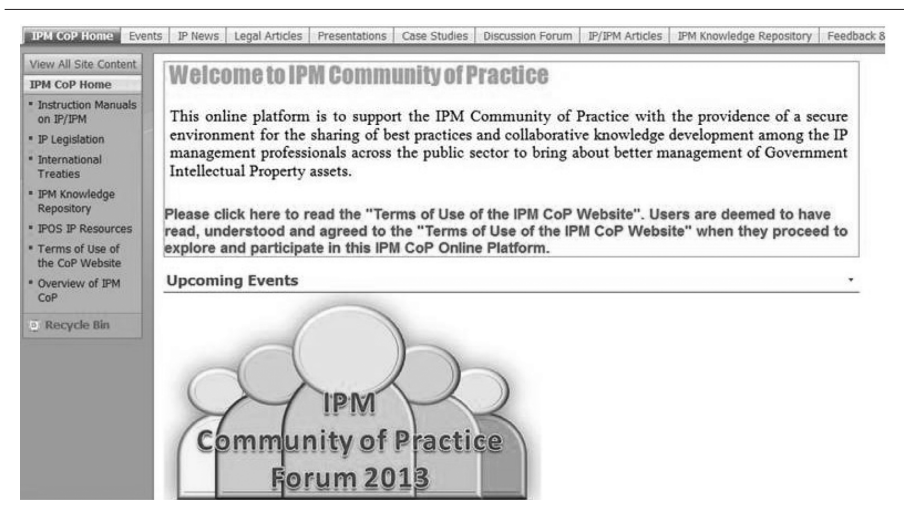 IPM CoP Home Events IP News Legal Articles Presentations Case Studies Discussion Forum IP/IPM Articles IPM Knowledge Repository Feedback &
View All Site Content
IPM CoP Home
Instruction Manuals
on IP/IPM
IP Legislation
International
Treaties
IPM Knowledge
Repository
IPOS IP Resources
Terms of Use of
the CoP Website
Overview of IPM
CoP
Recycle Bin
Welcome to IPM Community of Practice
This online platform is to support the IPM Community of Practice with the providence of a secure
environment for the sharing of best practices and collaborative knowledge development among the IP
management professionals across the public sector to bring about better management of Government
Intellectual Property assets.
Please click here to read the "Terms of Use of the IPM CoP Website". Users are deemed to have
read, understood and agreed to the "Terms of Use of the IPM CoP Website" when they proceed to
explore and participate in this IPM CoP Online Platform.
Upcoming Events
IPM
Community of Practice
Forum 2013